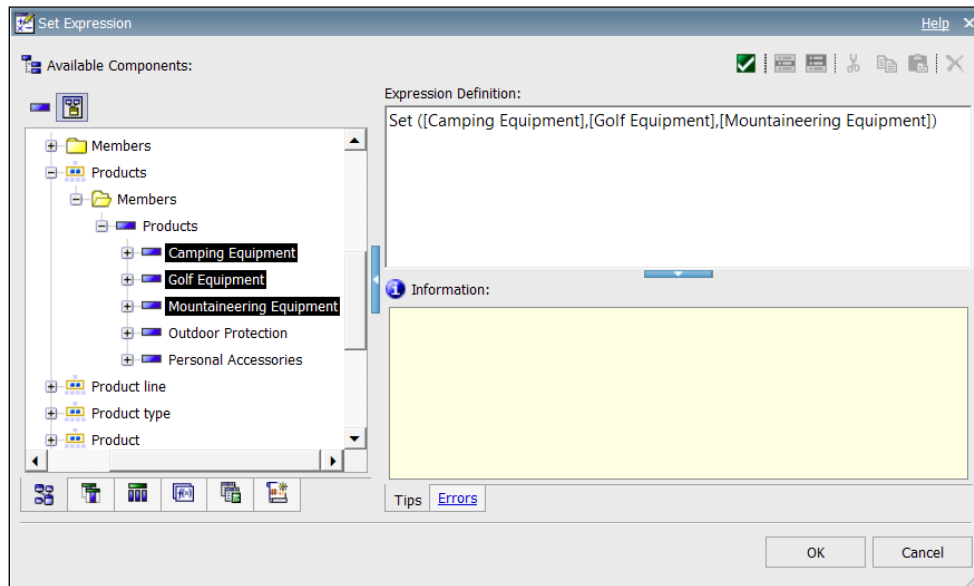 Set Expression
Help
Available Components:
Expression Definition:
Set ([Camping Equipment],[Golf Equipment],[Mountaineering Equipment])
Members
Products
Members
Products
Camping Equipment
Golf Equipment
Mountaineering Equipment
Outdoor Protection
Personal Accessories
Product line
Product type
Product
Information:
Tips
Errors
OK
Cancel